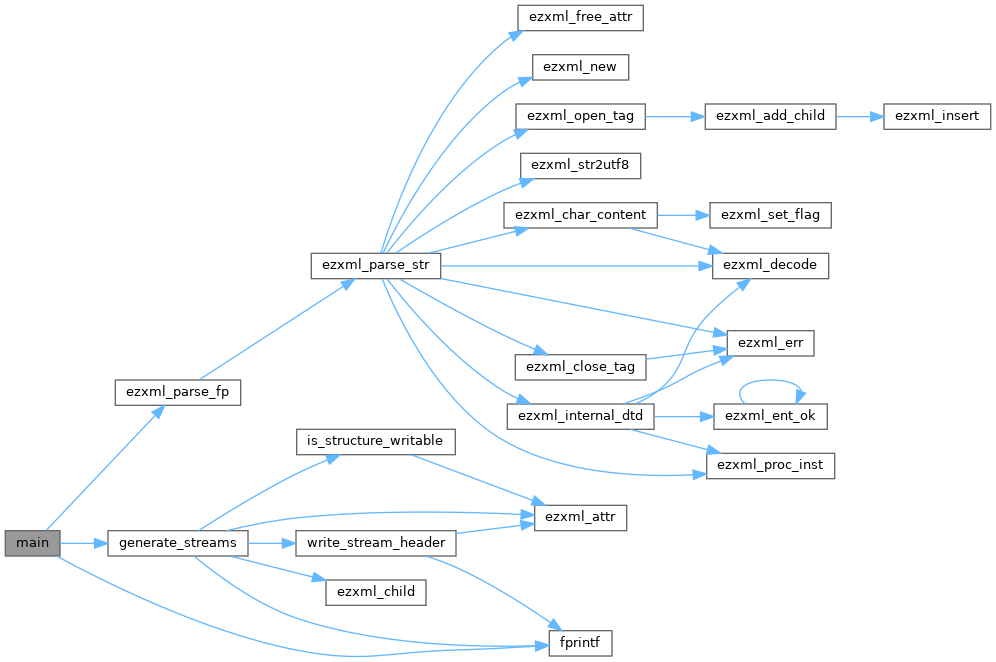 ezxml_free_attr
ezxml_new
ezxml_open_tag
ezxml_add_child
ezxml_insert
ezxml_str2utf8
ezxml_char_content
ezxml_set_flag
ezxml_parse_str
ezxml_decode
ezxml_err
ezxml_close_tag
ezxml_parse_fp
ezxml_internal_dtd
ezxml_ent_ok
is_structure_writable
ezxml_proc_inst
ezxml_attr
main
generate_streams
write_stream_header
ezxml_child
fprintf